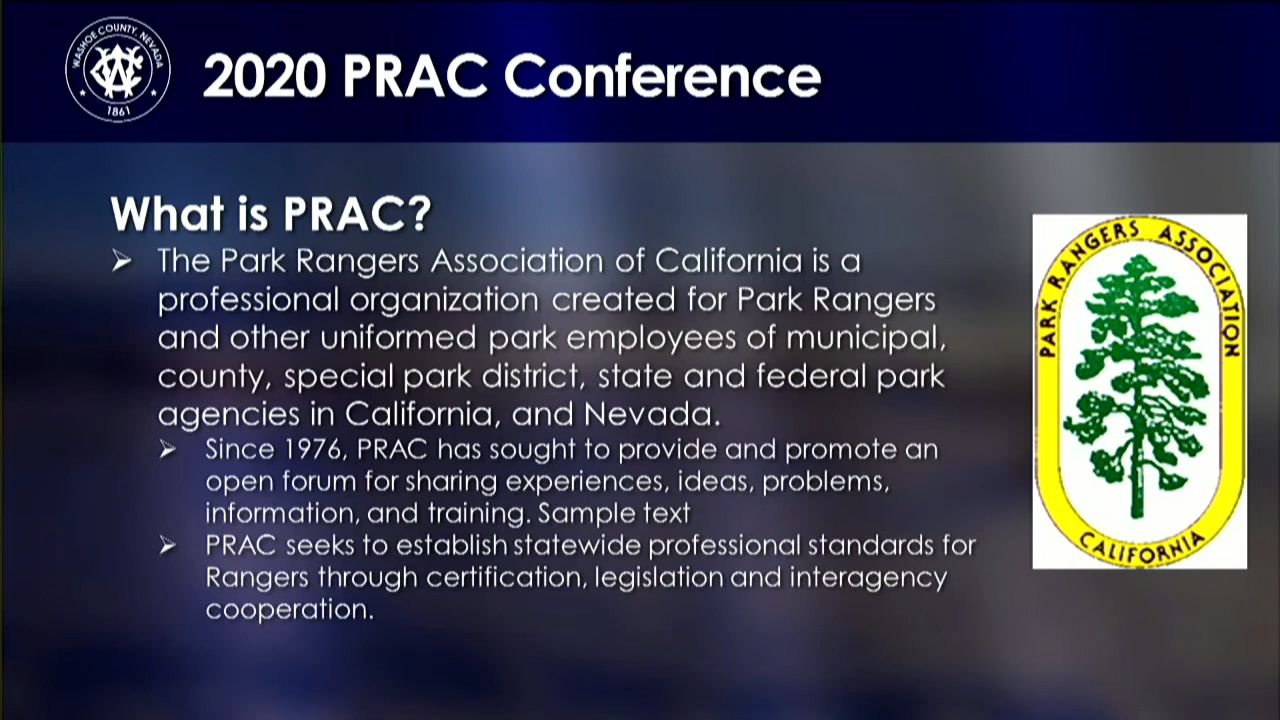 WASHOE COUNTY, NEVADA
1861
2020 PRAC Conference
What is PRAC?
➢ The Park Rangers Association of California is a
professional organization created for Park Rangers
and other uniformed park employees of municipal,
county, special park district, state and federal park
agencies in California, and Nevada.
➢ Since 1976, PRAC has sought to provide and promote an
open forum for sharing experiences, ideas, problems,
information, and training. Sample text
➢ PRAC seeks to establish statewide professional standards for
Rangers through certification, legislation and interagency
cooperation.
PARK RANGERS ASSOCIATION
CALIFORNIA